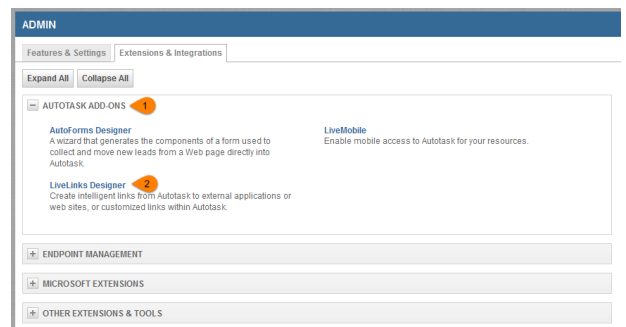 ADMIN
Features & Settings
Extensions & Integrations
Expand All
Collapse All
AUTOTASK ADD-ONS
1
AutoForms Designer
A wizard that generates the components of a form used to
collect and move new leads from a Web page directly into
Autotask.
LiveMobile
Enable mobile access to Autotask for your resources.
LiveLinks Designer
2
Create intelligent links from Autotask to external applications or
web sites, or customized links within Autotask.
ENDPOINT MANAGEMENT
MICROSOFT EXTENSIONS
OTHER EXTENSIONS & TOOLS